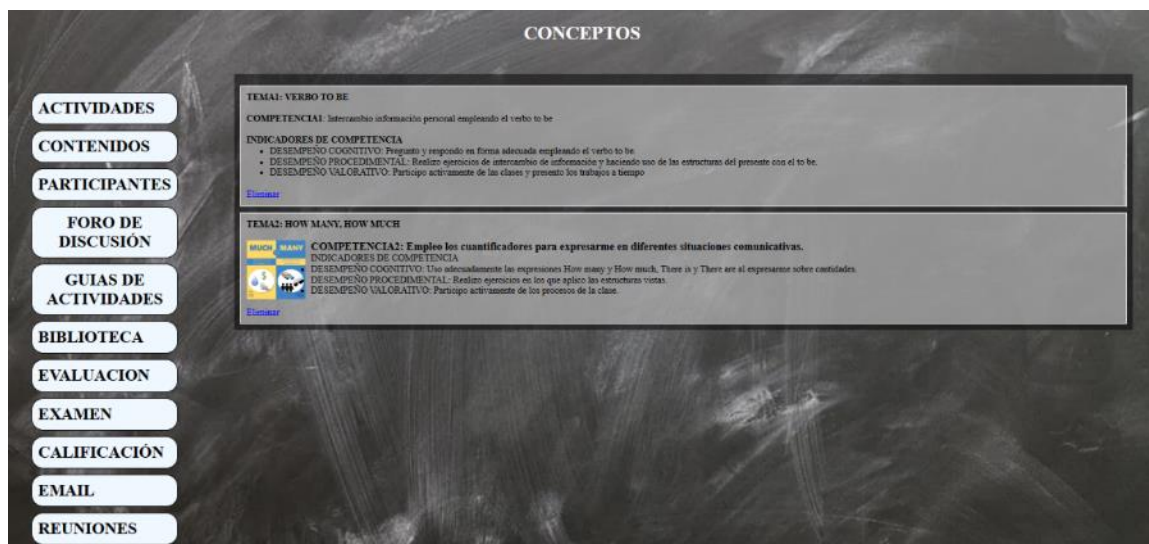 CONCEPTOS
ACTIVIDADES
CONTENIDOS
PARTICIPANTES
FORO DE
DISCUSIÓN
GUIAS DE
ACTIVIDADES
BIBLIOTECA
EVALUACION
EXAMEN
CALIFICACIÓN
EMAIL
REUNIONES
TEMA1: VERBO TO BE
COMPETENCIA1: Intercambio información personal empleando el verbo to be
INDICADORES DE COMPETENCIA
• DESEMPEÑO COGNITIVO: Pregunto y respondo en forma adecuada empleando el verbo to be.
• DESEMPEÑO PROCEDIMENTAL: Realizo ejercicios de intercambio de información y haciendo uso de las estructuras del presente con el to be.
• DESEMPEÑO VALORATIVO: Participo activamente de las clases y presento los trabajos a tiempo
Eliminar
TEMA2: HOW MANY, HOW MUCH
MUCH MANY
COMPETENCIA2: Empleo los cuantificadores para expresarme en diferentes situaciones comunicativas.
INDICADORES DE COMPETENCIA
DESEMPEÑO COGNITIVO: Uso adecuadamente las expresiones How many y How much, There is y There are al expresarme sobre cantidades.
DESEMPEÑO PROCEDIMENTAL: Realizo ejercicios en los que aplico las estructuras vistas.
DESEMPEÑO VALORATIVO: Participo activamente de los procesos de la clase.
Eliminar